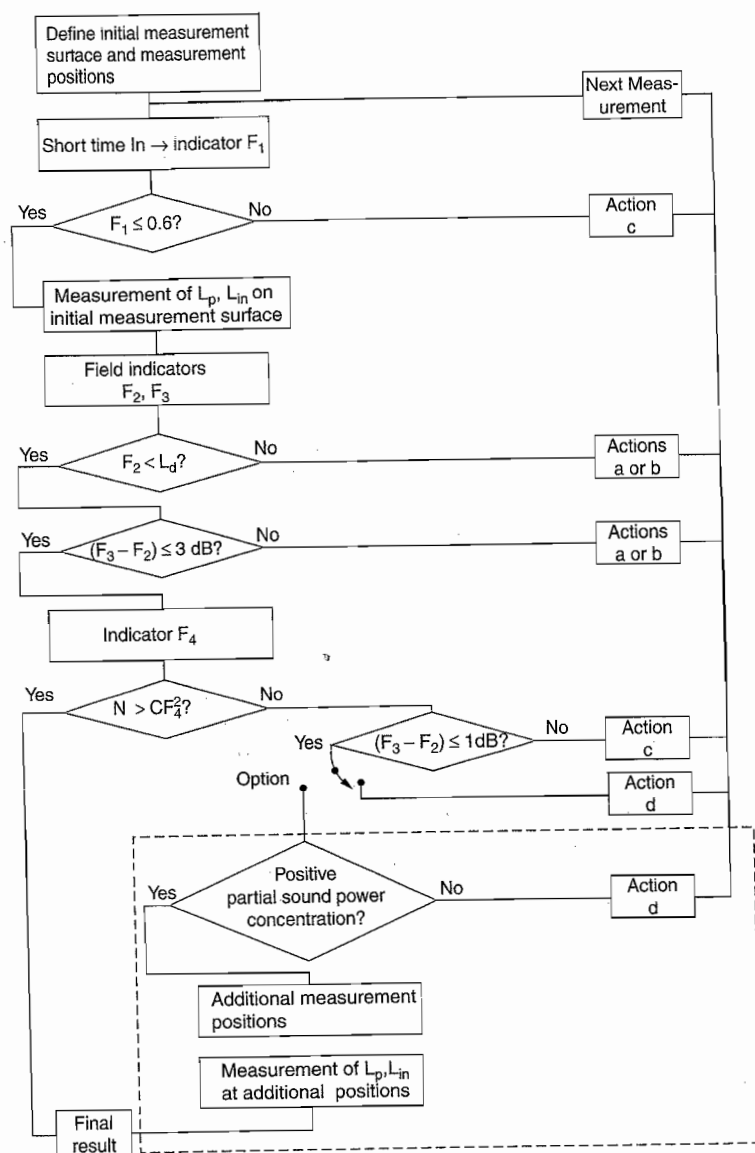 Define initial measurement
surface and measurement
positions
Next Meas-
urement
Short time In → indicator F₁
Yes
F₁ ≤ 0.6?
No
Action
c
Measurement of Lₚ, Lᵢₙ on
initial measurement surface
Field indicators
F₂, F₃
Yes
F₂ < L_d?
No
Actions
a or b
Yes
(F₃ – F₂) ≤ 3 dB?
No
Actions
a or b
Indicator F₄
Yes
N > CF₄²?
No
Yes
(F₃ – F₂) ≤ 1dB?
No
Action
c
Option
Action
d
Yes
Positive
partial sound power
concentration?
No
Action
d
Additional measurement
positions
Measurement of Lₚ,Lᵢₙ
at additional positions
Final
result